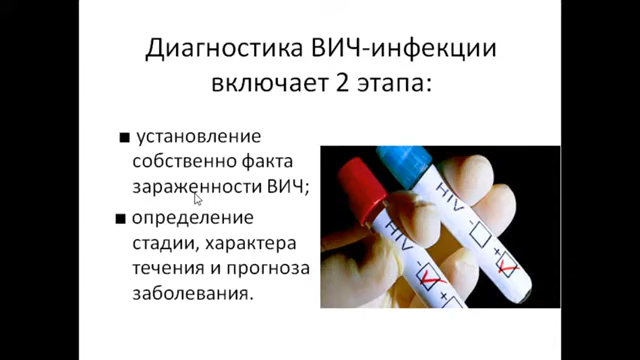 Диагностика ВИЧ-инфекции
включает 2 этапа:
▪ установление
собственно факта
зараженности ВИЧ;
▪ определение
стадии, характера
течения и прогноза
заболевания.
HIV
-
+
HIV
-
+